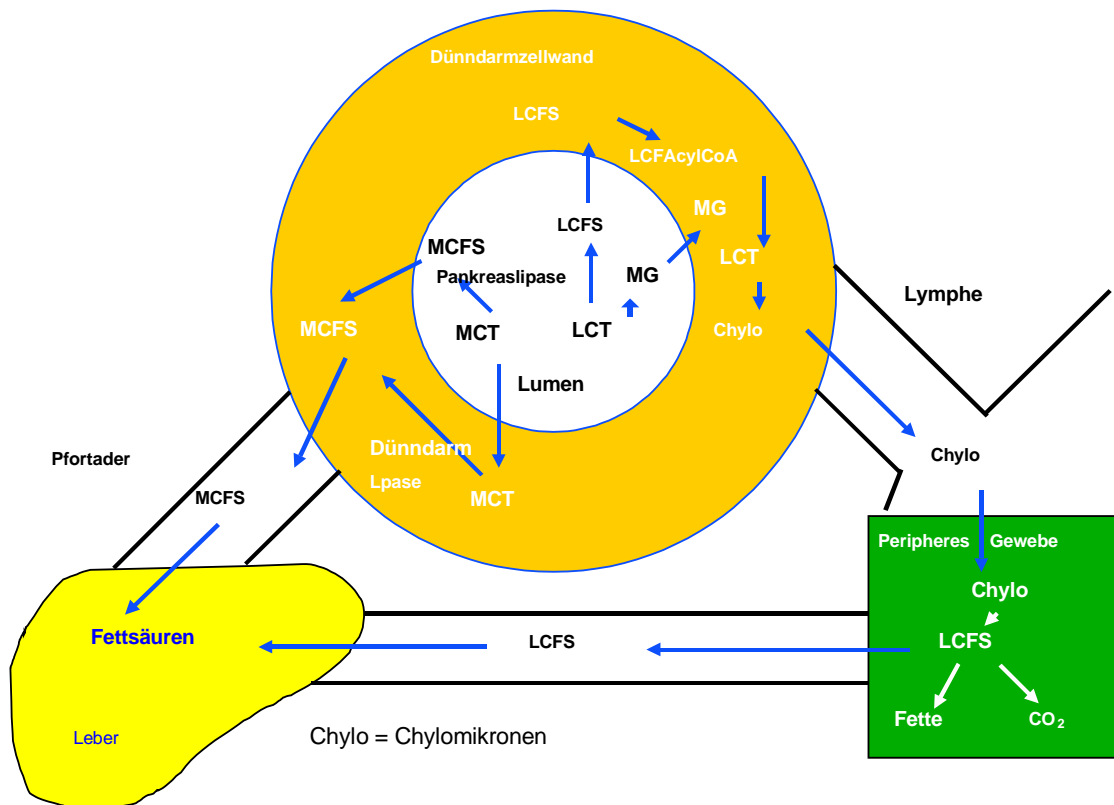 Dünndarmzellwand
LCFS
LCFAcylCoA
MG
LCFS
MCFS
LCT
MG
Pankreaslipase
Lymphe
MCFS
MCT
LCT
Chylo
Lumen
Dünndarm
Lpase
MCT
Pfortader
Chylo
MCFS
Peripheres Gewebe
Chylo
Fettsäuren
LCFS
LCFS
Fette
CO₂
Leber
Chylo = Chylomikronen